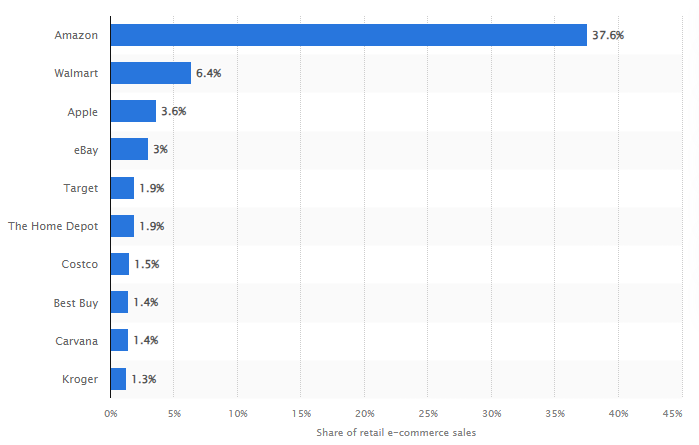 Amazon 37.6%
Walmart 6.4%
Apple 3.6%
eBay 3%
Target 1.9%
The Home Depot 1.9%
Costco 1.5%
Best Buy 1.4%
Carvana 1.4%
Kroger 1.3%
0% 5% 10% 15% 20% 25% 30% 35% 40% 45%
Share of retail e-commerce sales